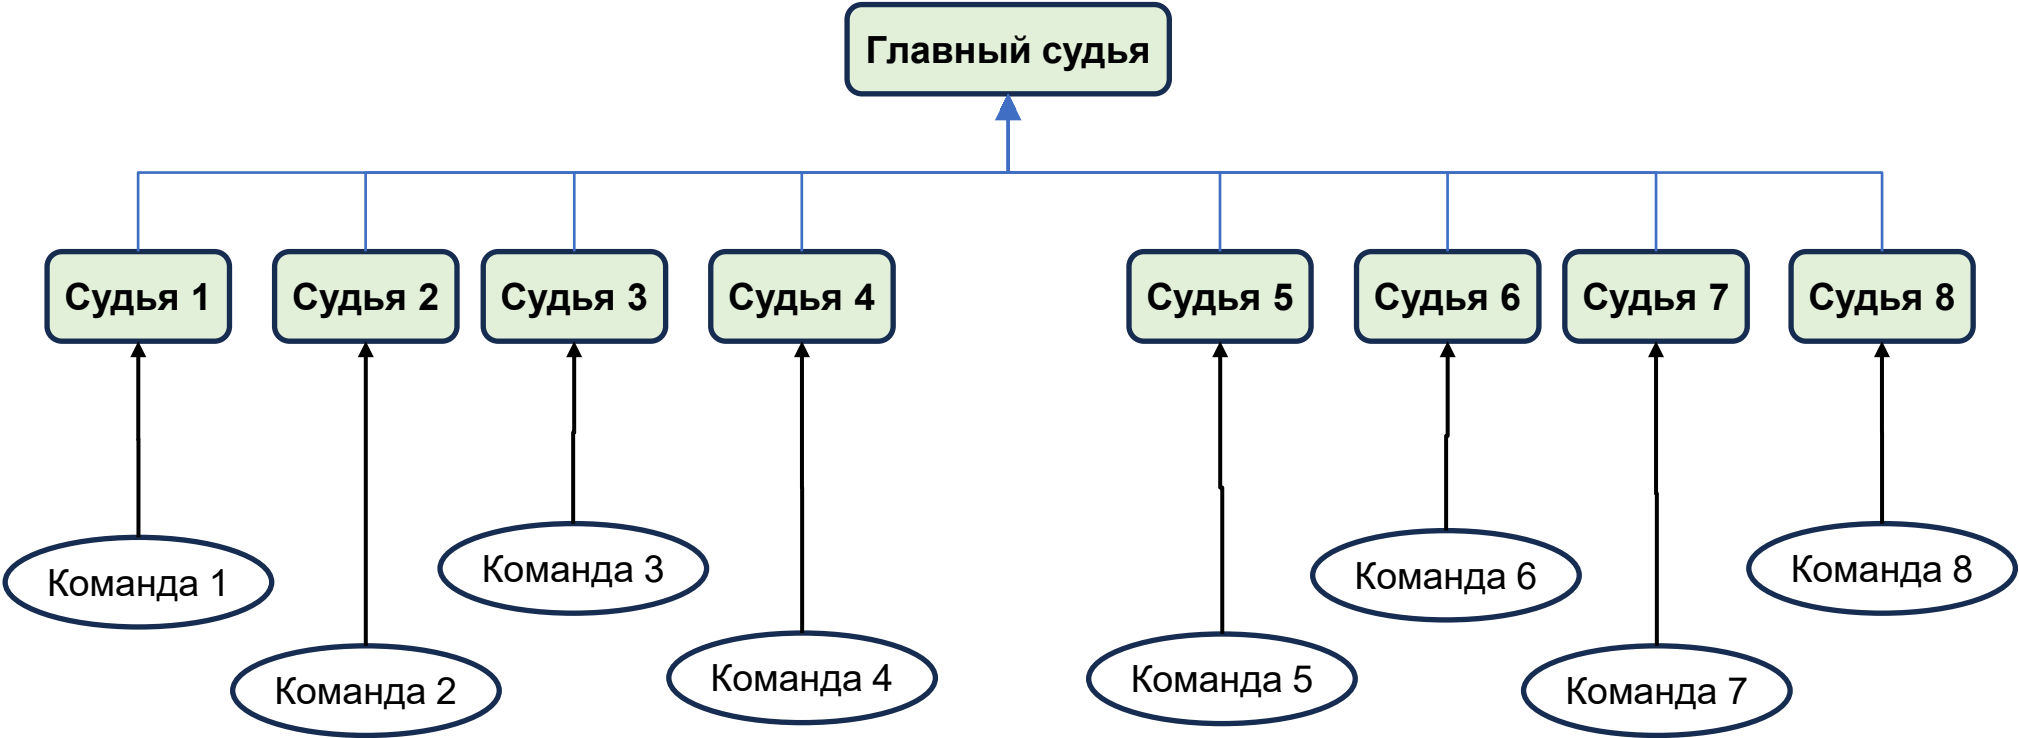 Главный судья
Судья 1
Судья 2
Судья 3
Судья 4
Судья 5
Судья 6
Судья 7
Судья 8
Команда 1
Команда 2
Команда 3
Команда 4
Команда 5
Команда 6
Команда 7
Команда 8